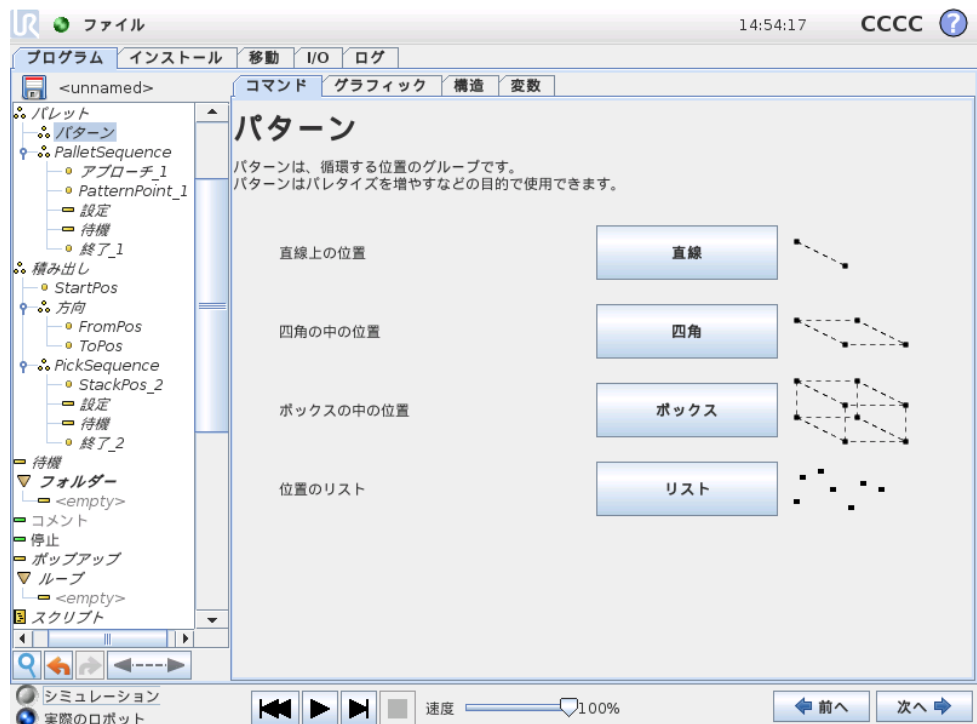 UR ファイル 14:54:17 CCCC ?
プログラム インストール 移動 I/O ログ
<unnamed>
コマンド グラフィック 構造 変数
パレット
パターン
PalletSequence
アプローチ_1
PatternPoint_1
設定
待機
終了_1
積み出し
StartPos
方向
FromPos
ToPos
PickSequence
StackPos_2
設定
待機
終了_2
待機
フォルダー
<empty>
コメント
停止
ポップアップ
ループ
<empty>
スクリプト
パターン
パターンは、循環する位置のグループです。
パターンはパレタイズを増やすなどの目的で使用できます。
直線上の位置 直線
四角の中の位置 四角
ボックスの中の位置 ボックス
位置のリスト リスト
シミュレーション
実際のロボット
速度 100%
前へ 次へ